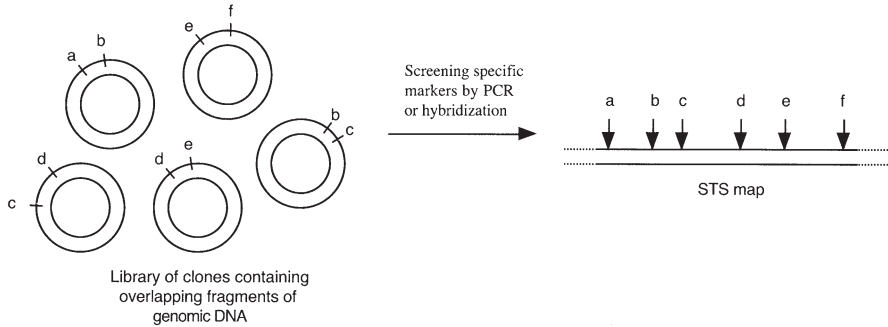 f
e
b
a
Screening specific
markers by PCR
or hybridization
a b c d e f
b
c
d
d
e
c
STS map
Library of clones containing
overlapping fragments of
genomic DNA